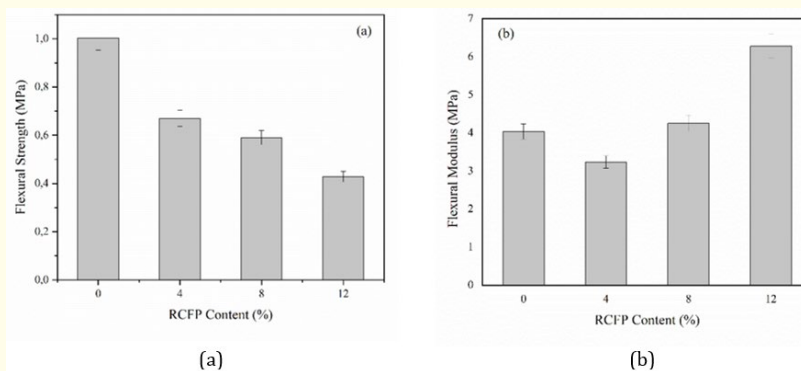 (a)
1,0
0,8
0,6
0,4
0,2
0,0
Flexural Strength (MPa)
0 4 8 12
RCFP Content (%)
(a)
(b)
7
6
5
4
3
2
1
0
Flexural Modulus (MPa)
0 4 8 12
RCFP Content (%)
(b)